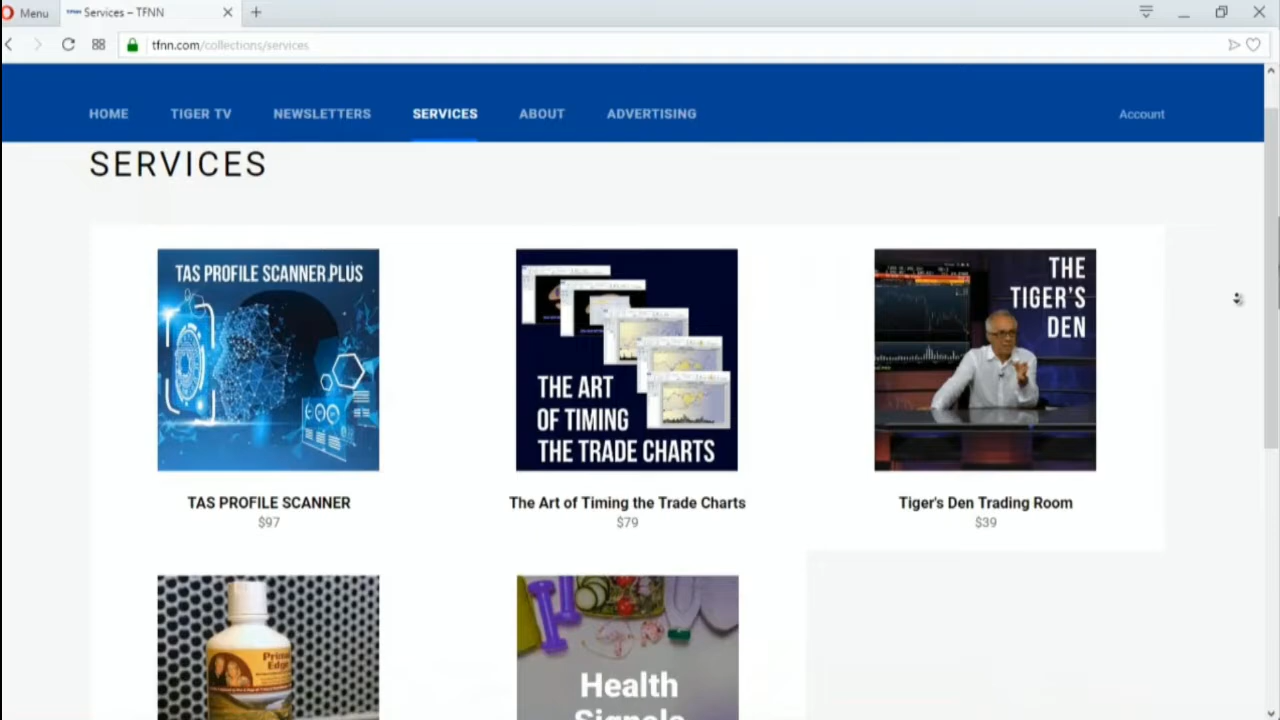 Menu
Services – TFNN
tfnn.com/collections/services
HOME
TIGER TV
NEWSLETTERS
SERVICES
ABOUT
ADVERTISING
Account
SERVICES
TAS PROFILE SCANNER.PLUS
THE ART
OF TIMING
THE TRADE CHARTS
THE
TIGER'S
DEN
TAS PROFILE SCANNER
$97
The Art of Timing the Trade Charts
$79
Tiger's Den Trading Room
$39
Edge
Health
Signals